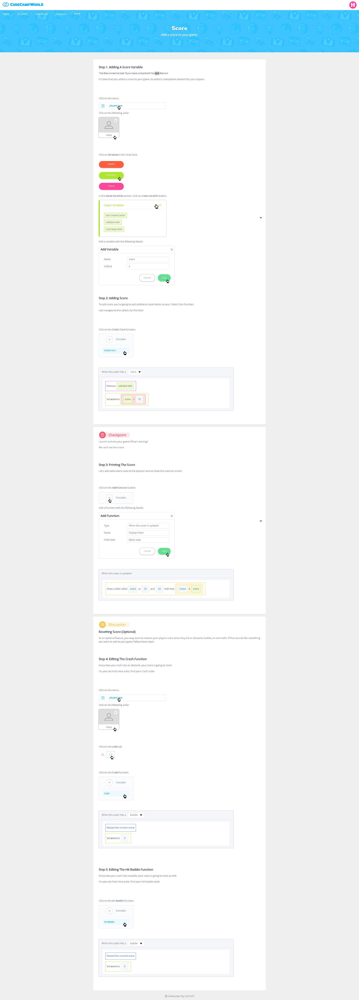 CodeCampWorld
H
Home > 2D Game > Jetpack Jam > Features > Score
Score
Add a score to your game.
Step 1. Adding A Score Variable
This feature works best if you have completed the coin feature
It's time that you added a score to your game, to added a competitive element for your players.
Click on the menu.
Jetpack Jam
Click on the following actor:
Hero
Click on Variables in the Code Deck.
Maths
Variables
Input
In the Game Variables section, click on create variable button.
Game Variables
last created actor
collided with
next loop item
Add a variable with the following details.
Add Variable
Name score
Default 0
Cancel Add
Step 2: Adding Score
To add score, you're going to add additional code blocks to your Collect Coin function.
Lets navigate to the collect coin function
Click on the Collect Coin function.
Function
Collect Coin
When this actor hits a Coins
Remove collided with
Set score to score + 10
Checkpoint
Launch and test your game! What's missing?
We can't see the score!
Step 3: Printing The Score
Let's add some more code to the Jetpack Hero to show the score on screen.
Click on the Add Function button.
Function
Add a function with the following details.
Add Function
Type When this actor is updated
Name Display Score
Code type Block code
Cancel Add
When this actor is updated
Show a label called score at 20 and 20 with text Score: & score
Discussion
Resetting Score (Optional)
As an optional feature, you may want to remove your players score when they hit an obstacle, baddie, or even both, if that sounds like something
you want to add to your game, follow these steps!
Step 4: Editing The Crash Function
Every time you crash into an obstacle, your score is going to reset!
On your Jet Pack Hero actor, find your Crash code!
Click on the menu.
Jetpack Jam
Click on the following actor:
Hero
Click on the code tab.
Click on the Crash function.
Function
Crash
When this actor hits a Baddie
Restart the current scene
Set score to 0
Step 5: Editing The Hit Baddie Function
Every time you crash into a baddie, your score is going to reset as well!
On your Jet Pack Hero actor, find your Hit Baddie code!
Click on the Hit Baddie function.
Function
Hit Baddie
When this actor hits a Baddie
Restart the current scene
Set score to 0
© Codecamp Pty Ltd 2025